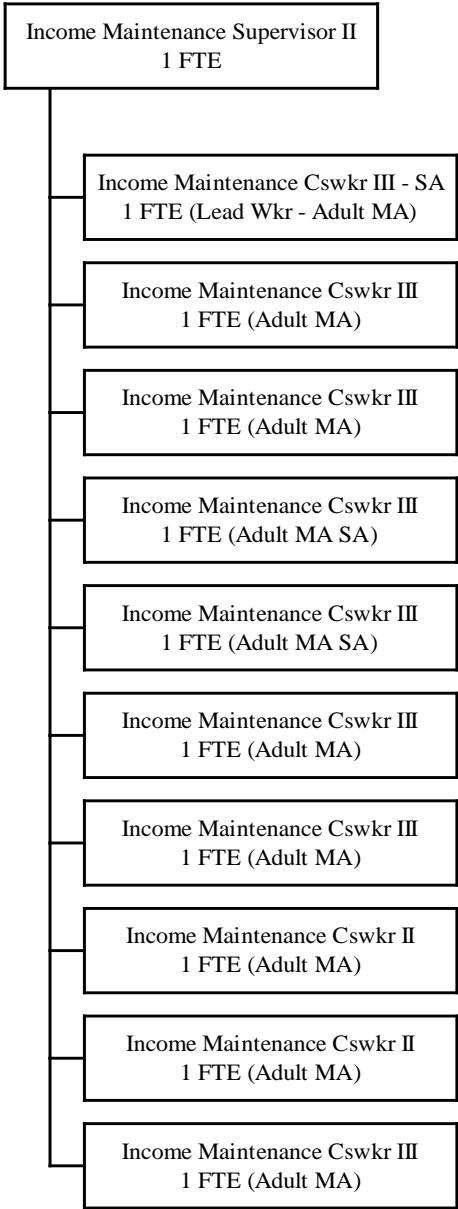 Income Maintenance Supervisor II
1 FTE
Income Maintenance Cswkr III - SA
1 FTE (Lead Wkr - Adult MA)
Income Maintenance Cswkr III
1 FTE (Adult MA)
Income Maintenance Cswkr III
1 FTE (Adult MA)
Income Maintenance Cswkr III
1 FTE (Adult MA SA)
Income Maintenance Cswkr III
1 FTE (Adult MA SA)
Income Maintenance Cswkr III
1 FTE (Adult MA)
Income Maintenance Cswkr III
1 FTE (Adult MA)
Income Maintenance Cswkr II
1 FTE (Adult MA)
Income Maintenance Cswkr II
1 FTE (Adult MA)
Income Maintenance Cswkr III
1 FTE (Adult MA)